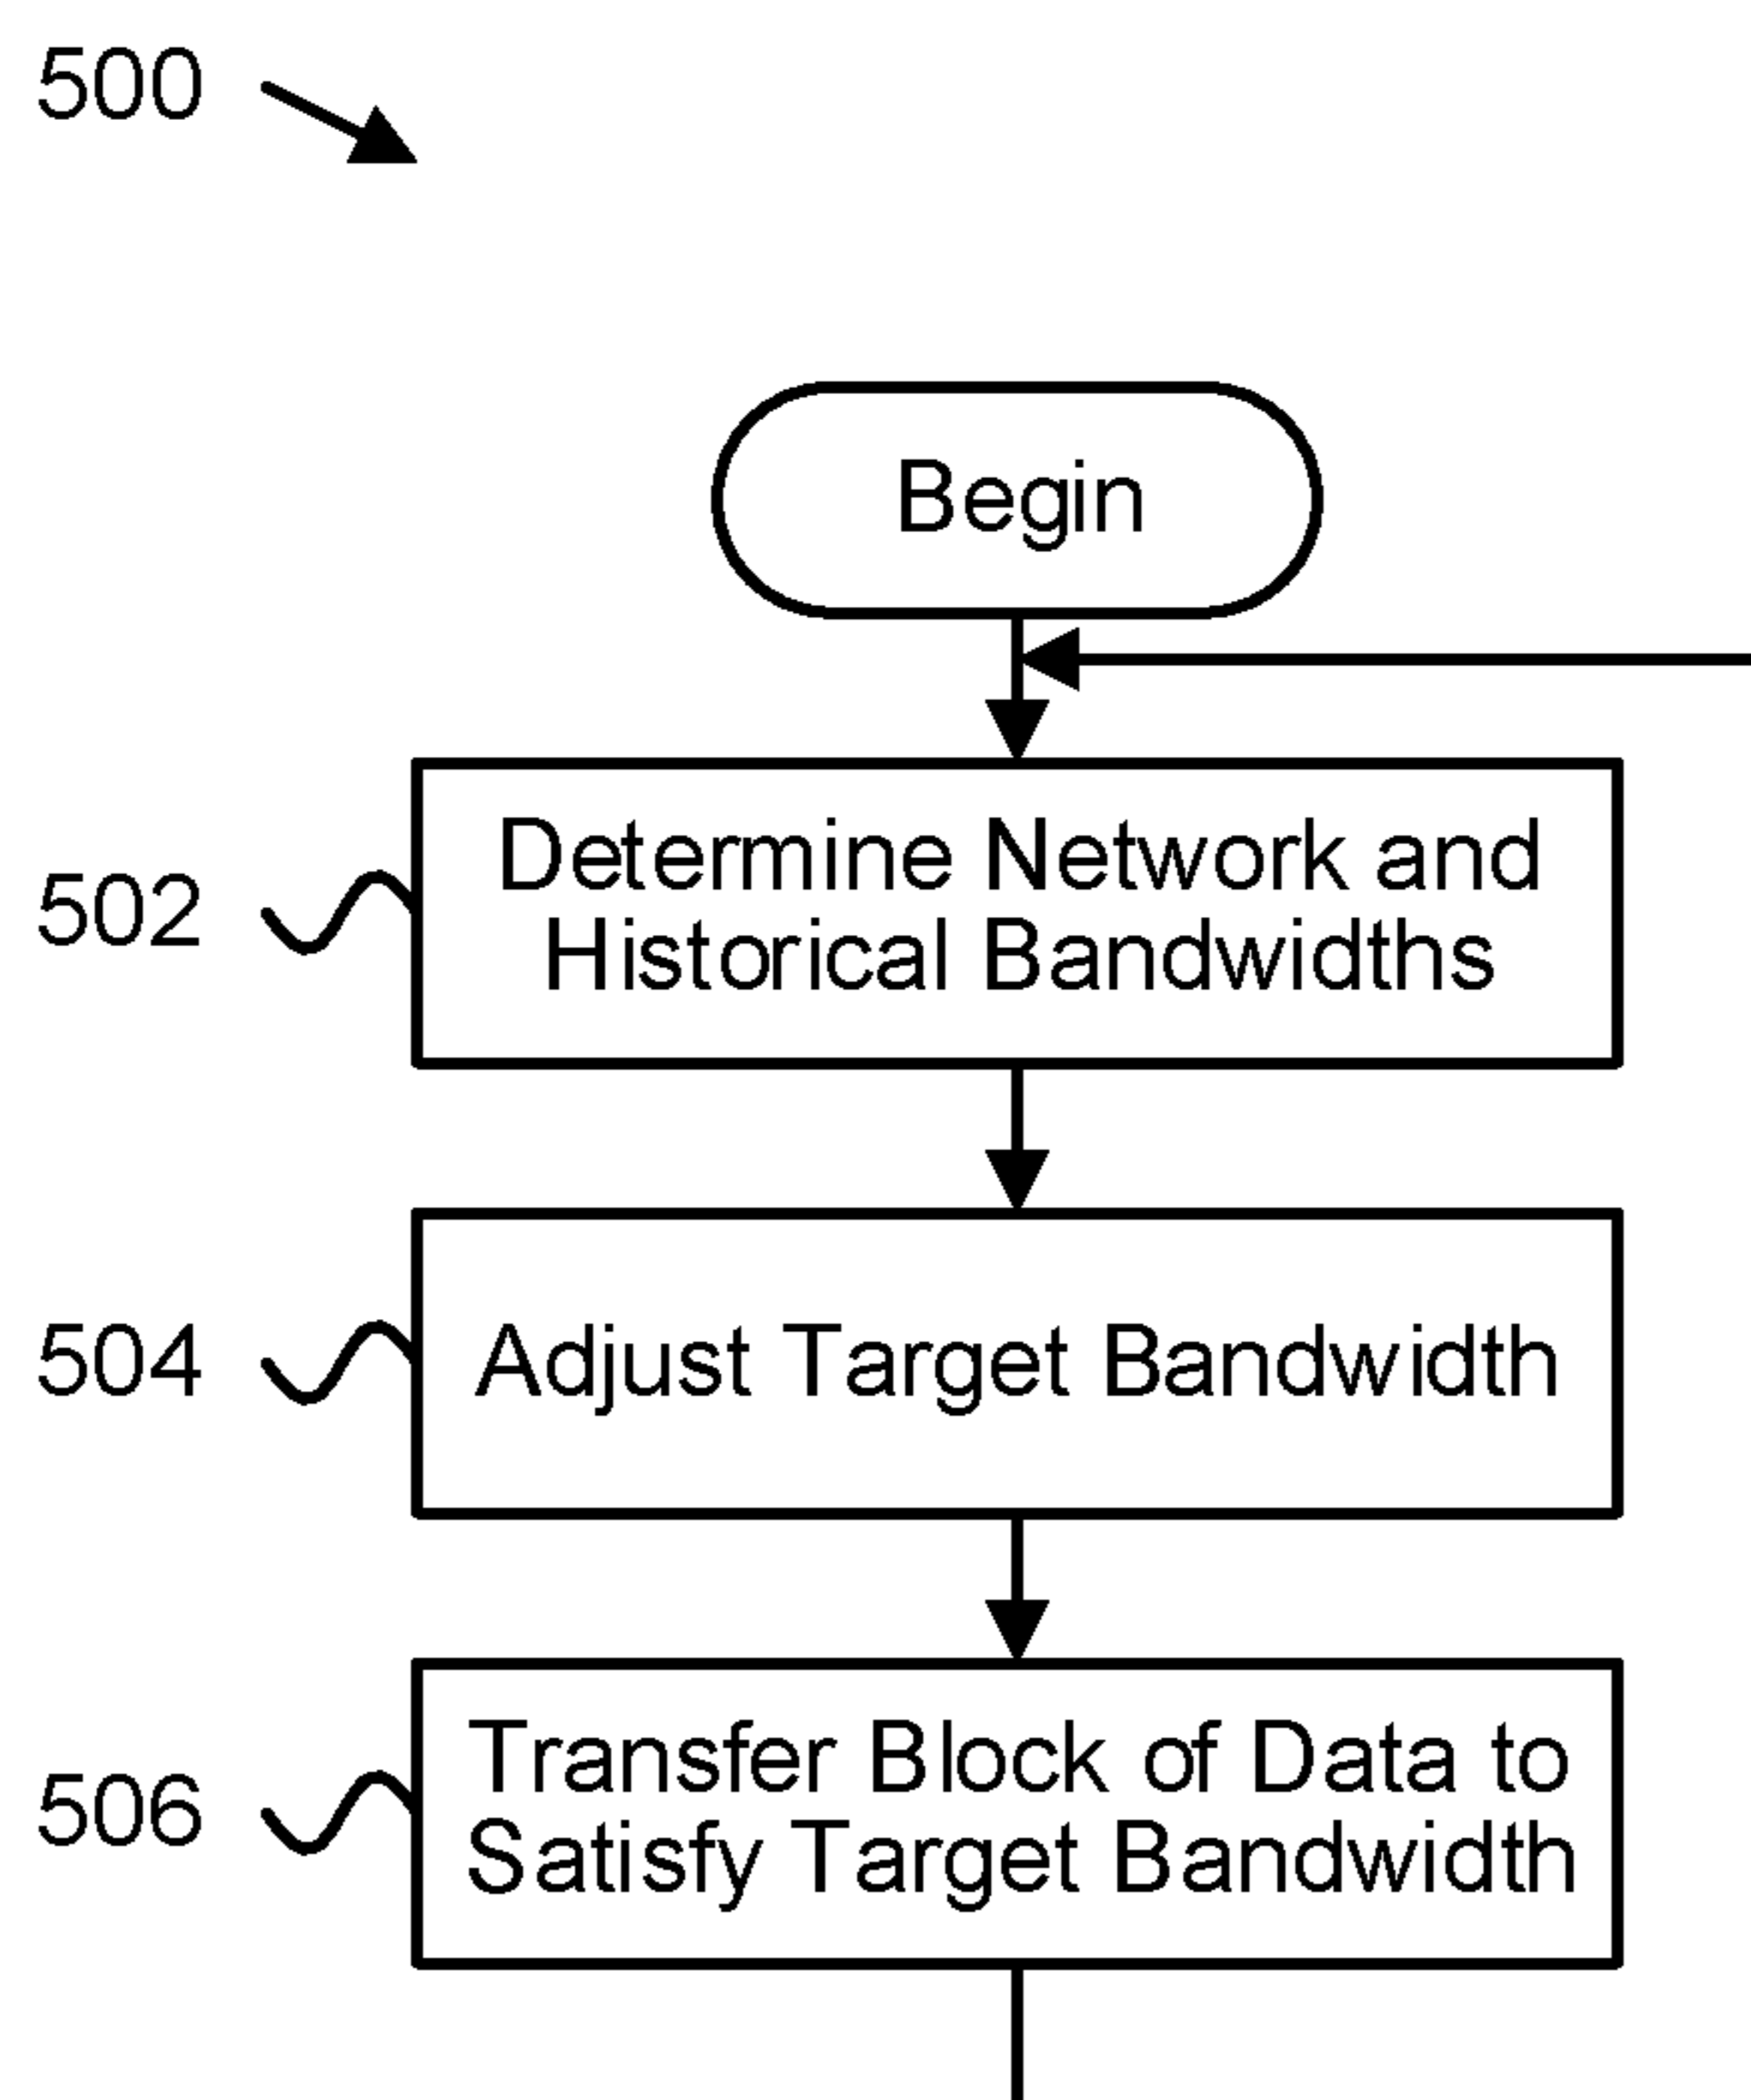 500
Begin
502
Determine Network and
Historical Bandwidths
504
Adjust Target Bandwidth
506
Transfer Block of Data to
Satisfy Target Bandwidth